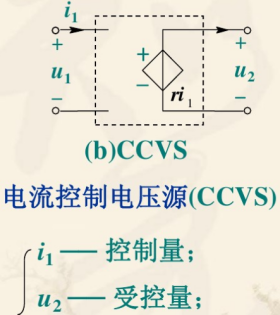 i₁
+ + +
u₁ u₂
− − −
ri₁
(b)CCVS
电流控制电压源(CCVS)
i₁ — 控制量;
u₂ — 受控量;